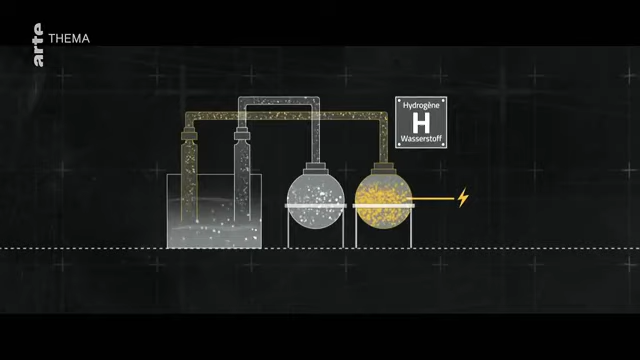 arte
THEMA
Hydrogène
H
Wasserstoff